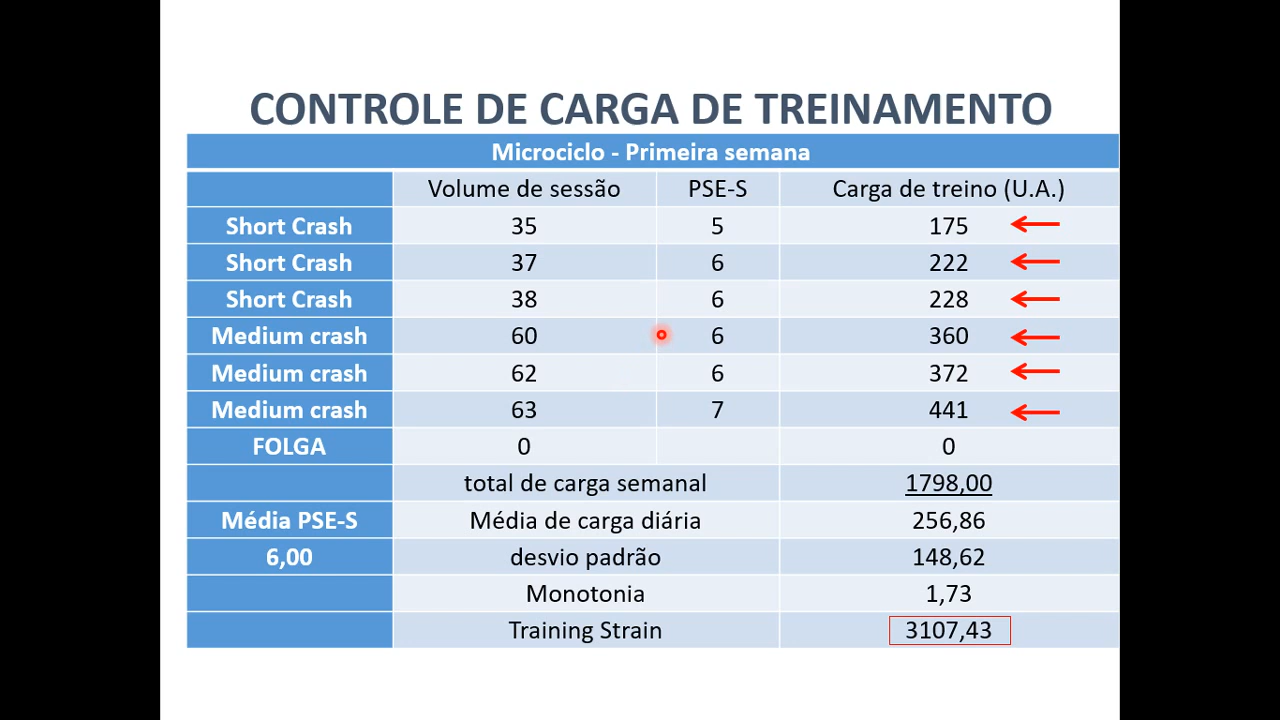 CONTROLE DE CARGA DE TREINAMENTO
Microciclo - Primeira semana
Volume de sessão PSE-S Carga de treino (U.A.)
Short Crash 35 5 175
Short Crash 37 6 222
Short Crash 38 6 228
Medium crash 60 6 360
Medium crash 62 6 372
Medium crash 63 7 441
FOLGA 0 0
total de carga semanal 1798,00
Média PSE-S Média de carga diária 256,86
6,00 desvio padrão 148,62
Monotonia 1,73
Training Strain 3107,43